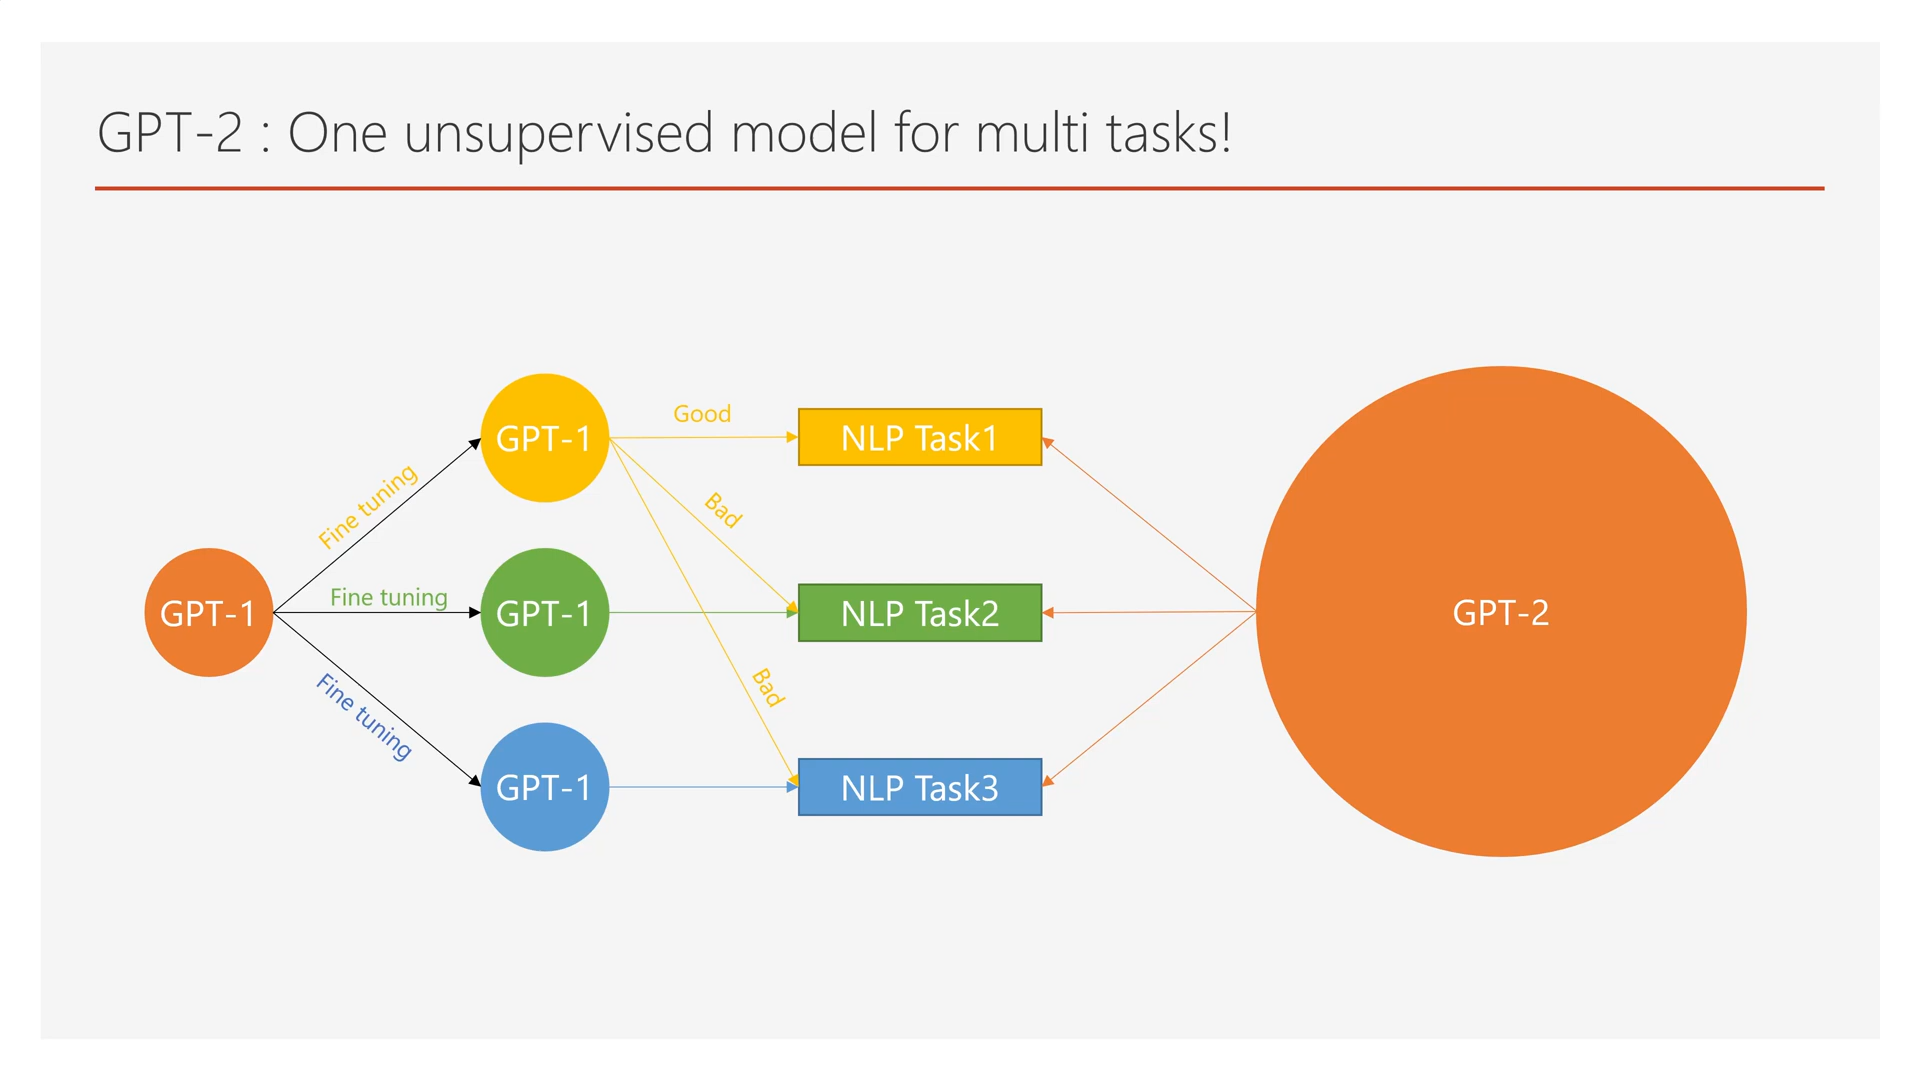 GPT-2 : One unsupervised model for multi tasks!
Fine tuning
Fine tuning
Fine tuning
GPT-1
GPT-1
GPT-1
GPT-1
Good
Bad
Bad
NLP Task1
NLP Task2
NLP Task3
GPT-2